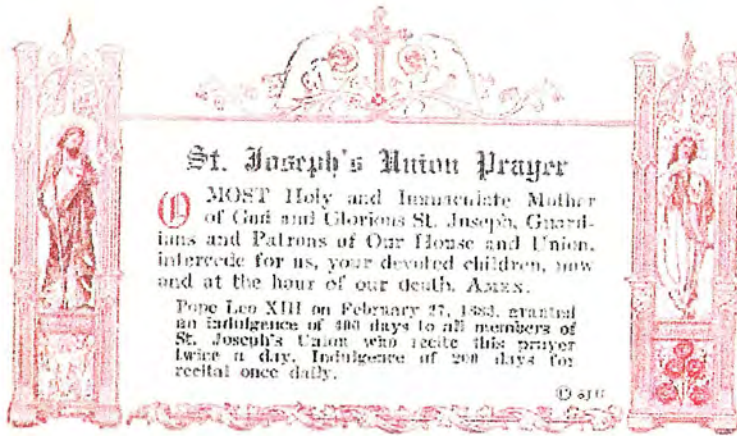 St. Joseph's Union Prayer
O MOST Holy and Immaculate Mother
of God and Glorious St. Joseph, Guard-
ians and Patrons of Our House and Union,
intercede for us, your devoted children, now
and at the hour of our death. AMEN.
Pope Leo XIII on February 27, granted
an indulgence of 400 days to all members of
St. Joseph's Union who recite this prayer
twice a day. Indulgence of 200 days for
recital once daily.
©